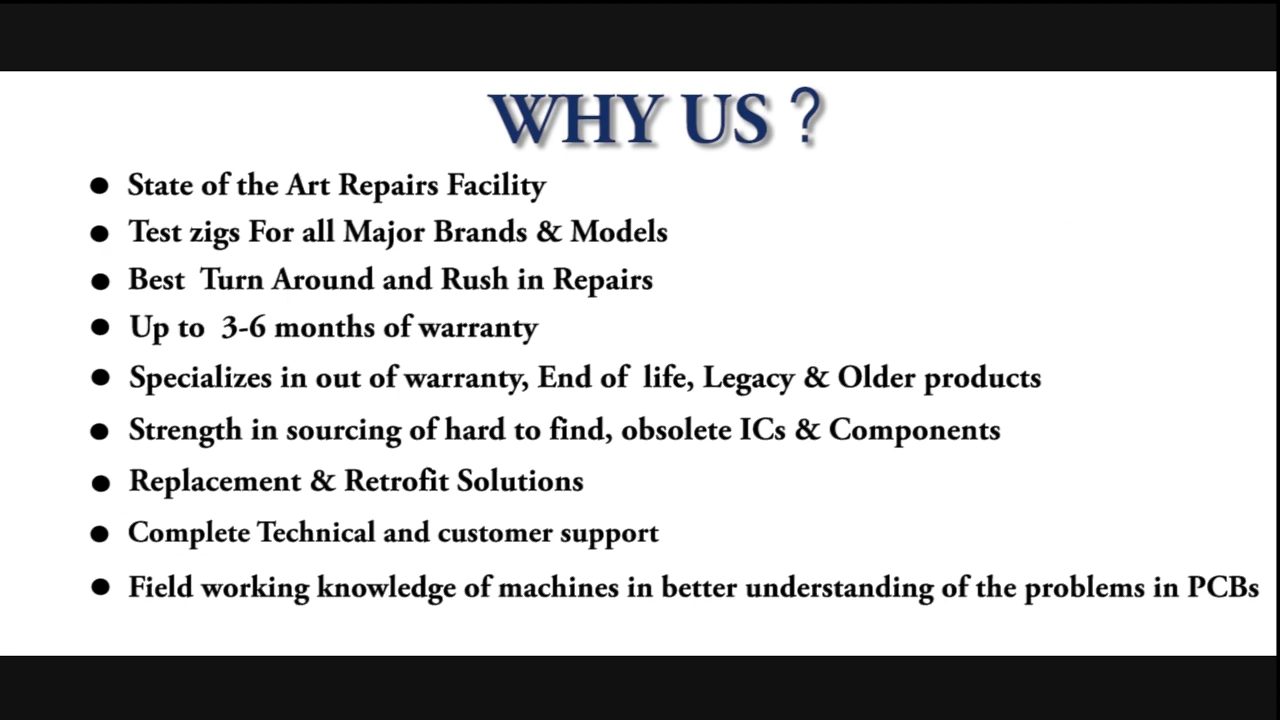 WHY US ?
● State of the Art Repairs Facility
● Test zigs For all Major Brands & Models
● Best Turn Around and Rush in Repairs
● Up to 3-6 months of warranty
● Specializes in out of warranty, End of life, Legacy & Older products
● Strength in sourcing of hard to find, obsolete ICs & Components
● Replacement & Retrofit Solutions
● Complete Technical and customer support
● Field working knowledge of machines in better understanding of the problems in PCBs